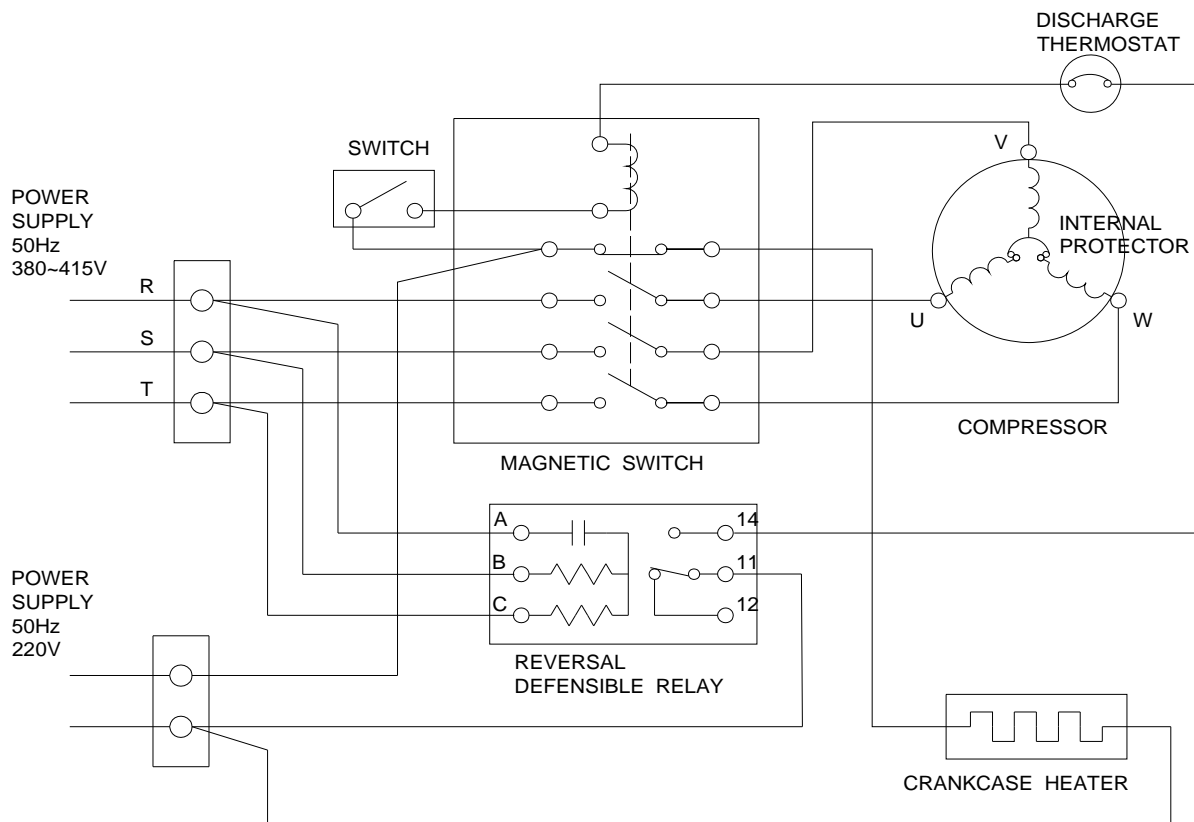 DISCHARGE
THERMOSTAT
SWITCH
V
POWER
SUPPLY
50Hz
380~415V
INTERNAL
PROTECTOR
R
U
W
S
T
COMPRESSOR
MAGNETIC SWITCH
A
14
B
11
C
12
POWER
SUPPLY
50Hz
220V
REVERSAL
DEFENSIBLE RELAY
CRANKCASE HEATER